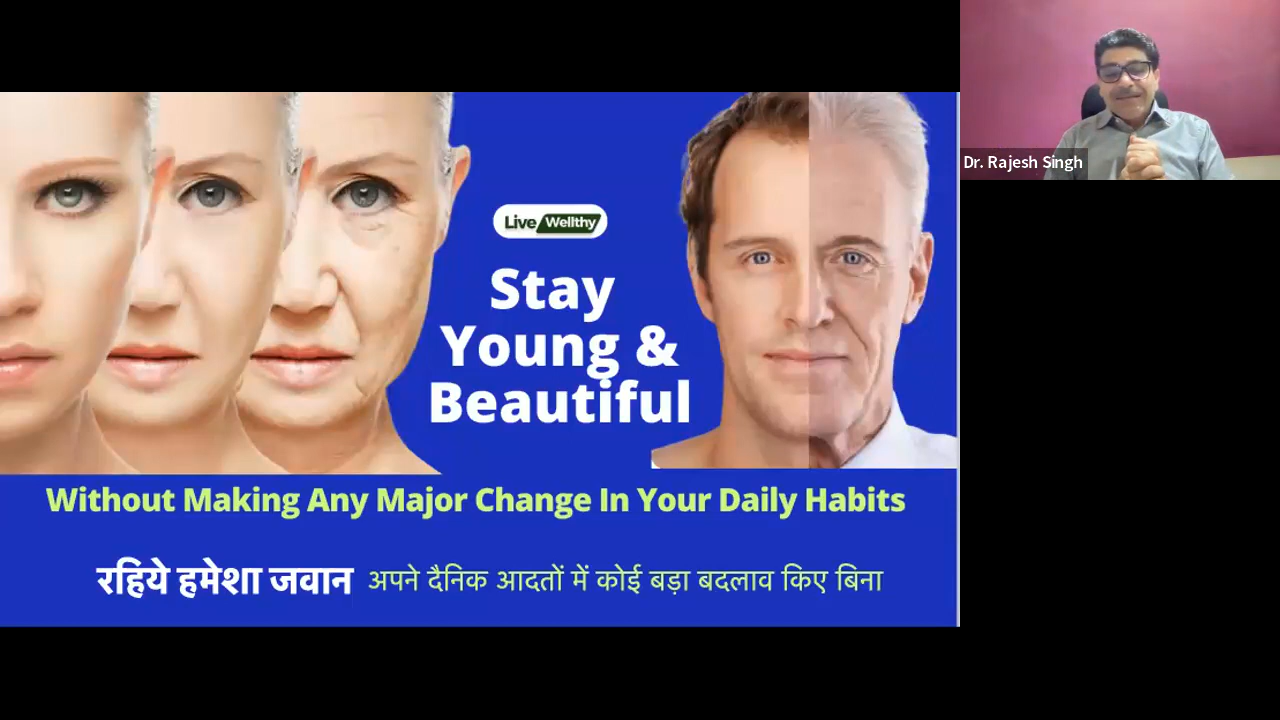 Dr. Rajesh Singh
Live Wellthy
Stay
Young &
Beautiful
Without Making Any Major Change In Your Daily Habits
रहिये हमेशा जवान अपने दैनिक आदतों में कोई बड़ा बदलाव किए बिना